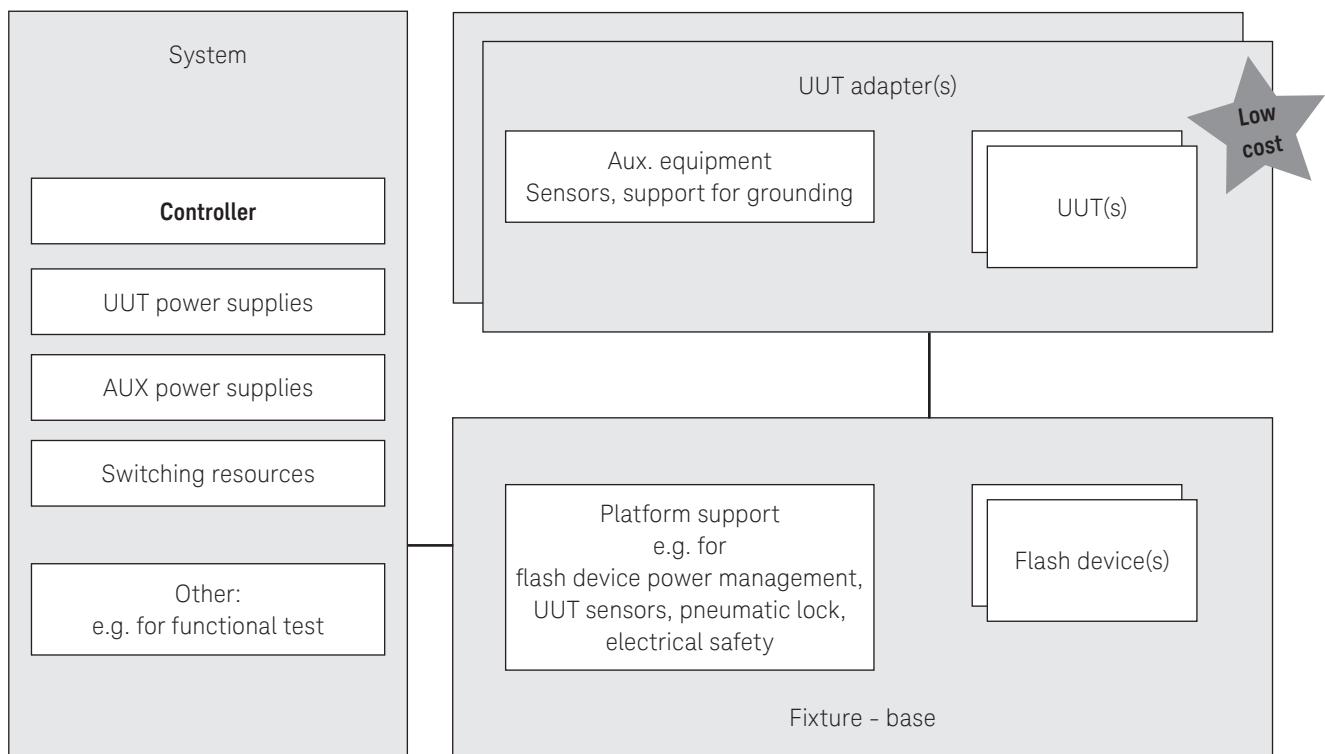 System
Controller
UUT power supplies
AUX power supplies
Switching resources
Other:
e.g. for functional test
UUT adapter(s)
Low
cost
Aux. equipment
Sensors, support for grounding
UUT(s)
Platform support
e.g. for
flash device power management,
UUT sensors, pneumatic lock,
electrical safety
Flash device(s)
Fixture - base